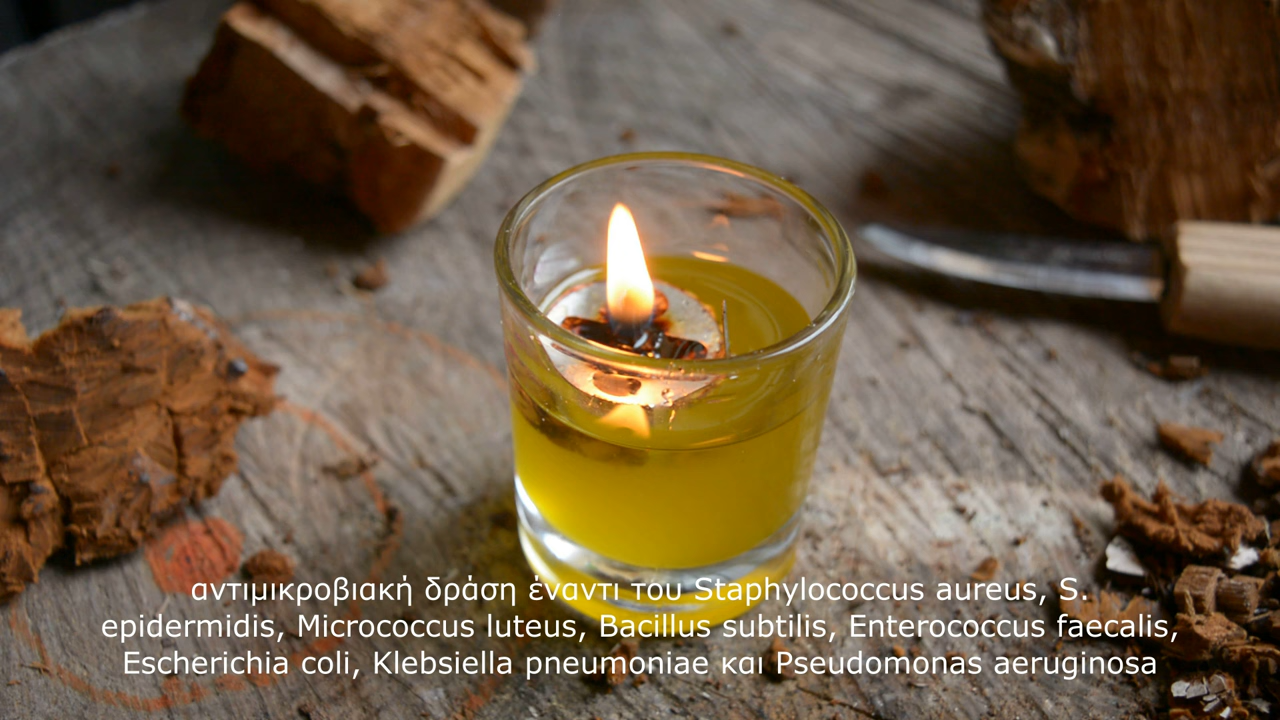 αντιμικροβιακή δράση έναντι του Staphylococcus aureus, S.
epidermidis, Micrococcus luteus, Bacillus subtilis, Enterococcus faecalis,
Escherichia coli, Klebsiella pneumoniae και Pseudomonas aeruginosa